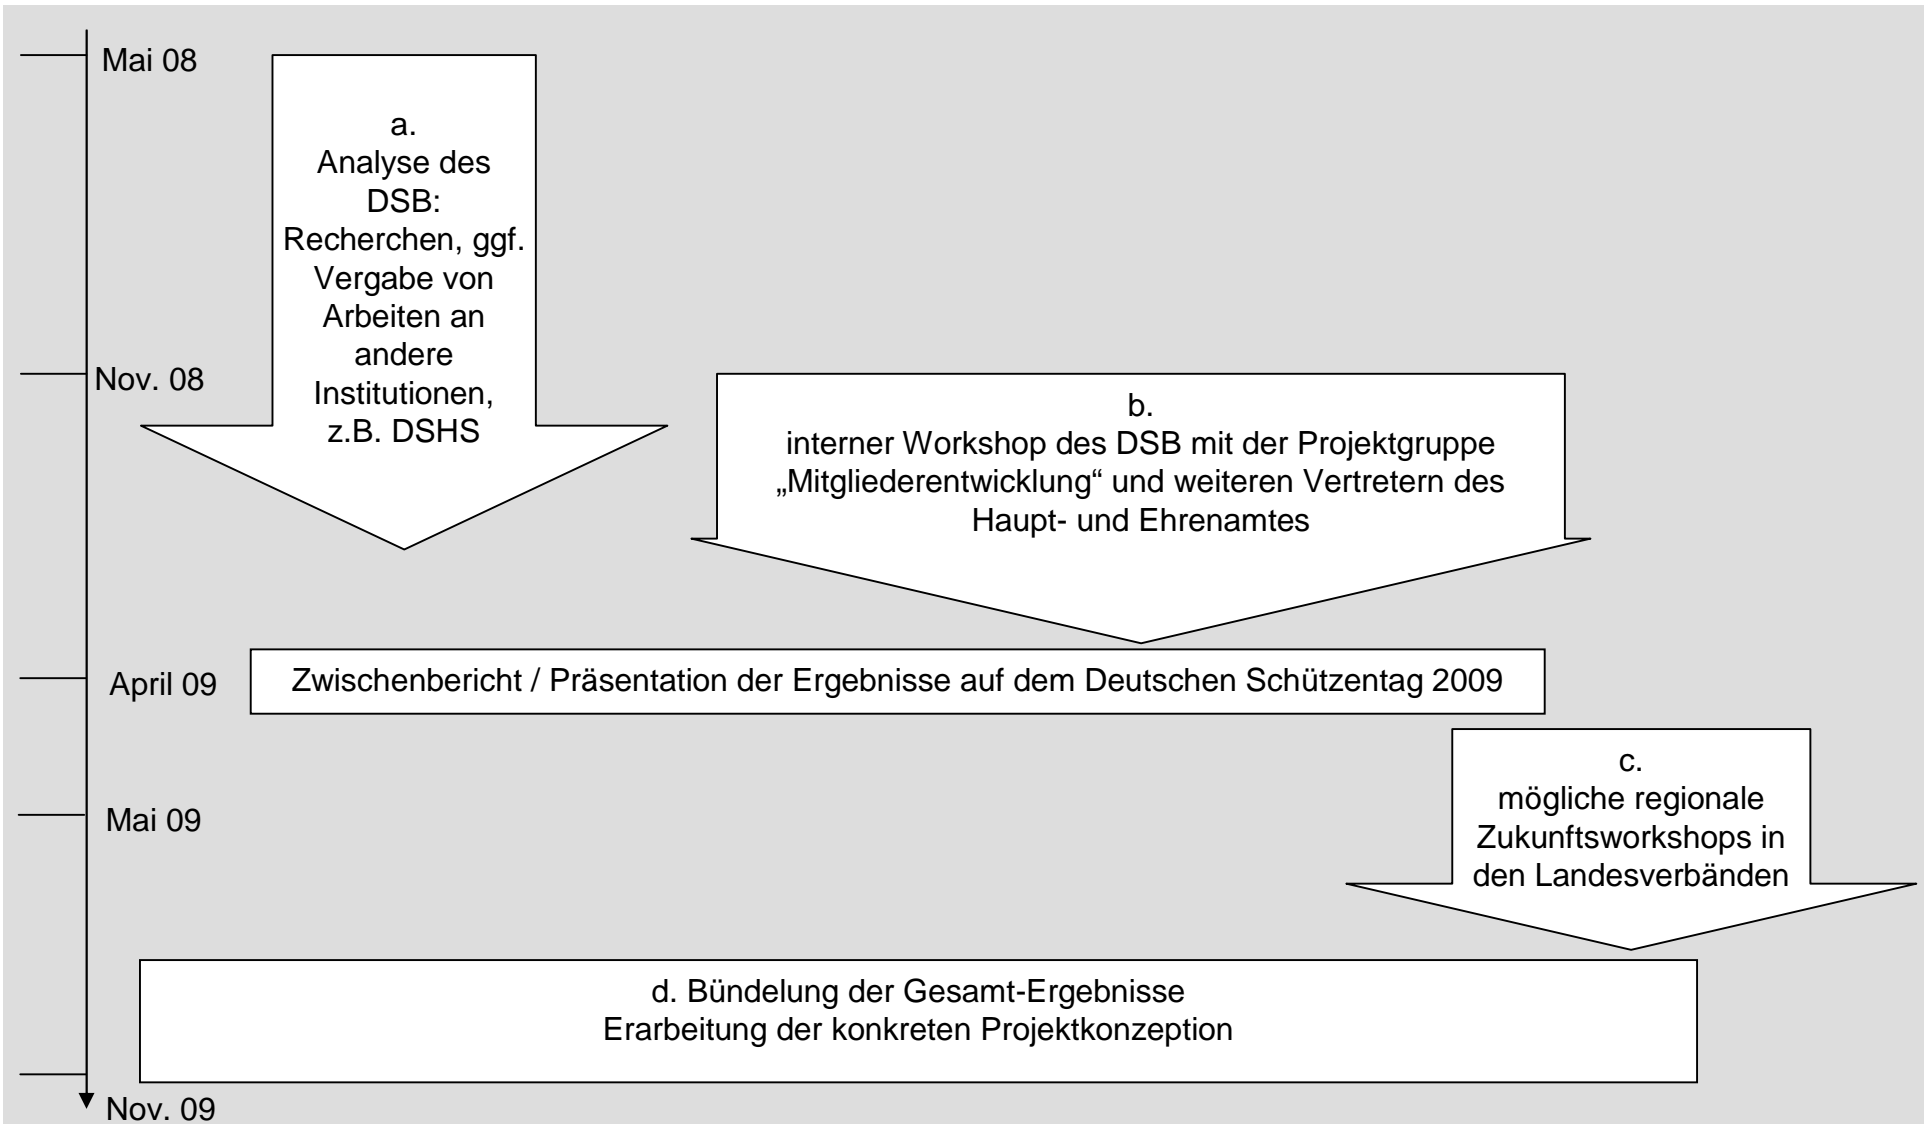 Mai 08
a.
Analyse des
DSB:
Recherchen, ggf.
Vergabe von
Arbeiten an
andere
Institutionen,
z.B. DSHS
Nov. 08
b.
interner Workshop des DSB mit der Projektgruppe
„Mitgliederentwicklung“ und weiteren Vertretern des
Haupt- und Ehrenamtes
April 09
Zwischenbericht / Präsentation der Ergebnisse auf dem Deutschen Schützentag 2009
c.
mögliche regionale
Zukunftsworkshops in
den Landesverbänden
Mai 09
d. Bündelung der Gesamt-Ergebnisse
Erarbeitung der konkreten Projektkonzeption
Nov. 09